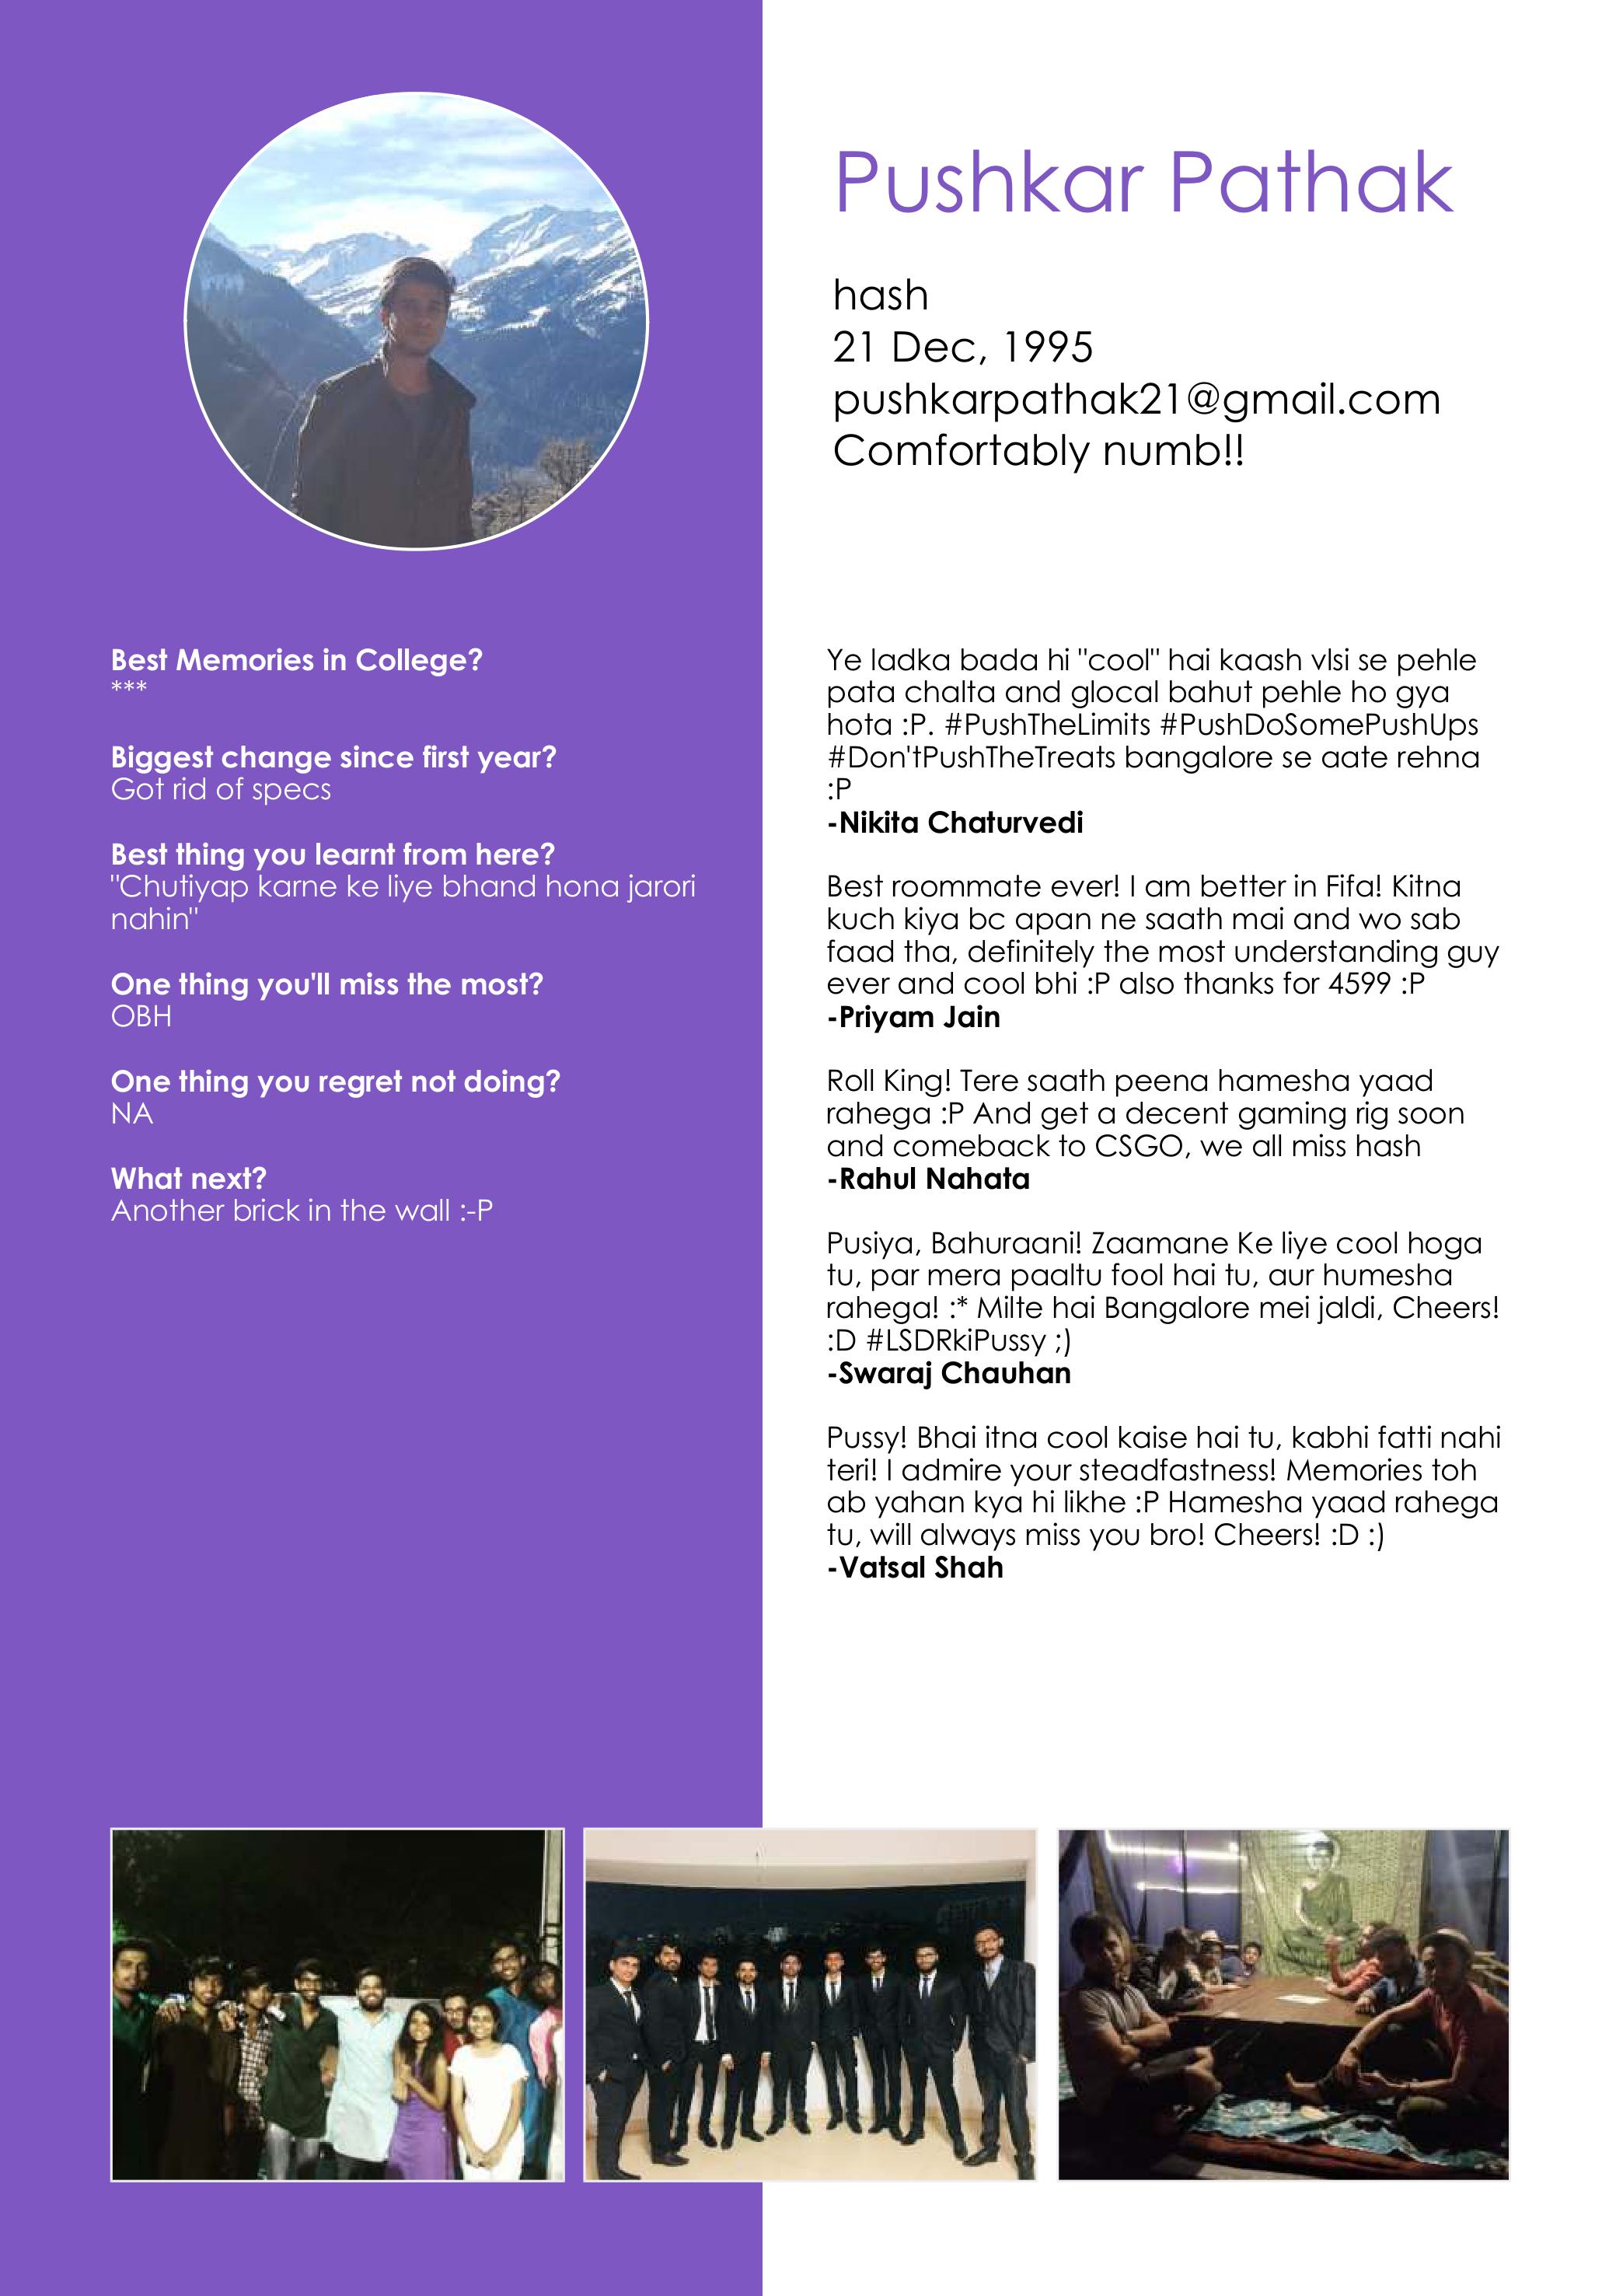 Pushkar Pathak
hash
21 Dec, 1995
pushkarpathak21@gmail.com
Comfortably numb!!
Best Memories in College?
***
Biggest change since first year?
Got rid of specs
Best thing you learnt from here?
"Chutiyap karne ke liye bhand hona jarori
nahin"
One thing you'll miss the most?
OBH
One thing you regret not doing?
NA
What next?
Another brick in the wall :-P
Ye ladka bada hi "cool" hai kaash vlsi se pehle
pata chalta and glocal bahut pehle ho gya
hota :P. #PushTheLimits #PushDoSomePushUps
#Don'tPushTheTreats bangalore se aate rehna
:P
-Nikita Chaturvedi
Best roommate ever! I am better in Fifa! Kitna
kuch kiya bc apan ne saath mai and wo sab
faad tha, definitely the most understanding guy
ever and cool bhi :P also thanks for 4599 :P
-Priyam Jain
Roll King! Tere saath peena hamesha yaad
rahega :P And get a decent gaming rig soon
and comeback to CSGO, we all miss hash
-Rahul Nahata
Pusiya, Bahuraani! Zaamane Ke liye cool hoga
tu, par mera paaltu fool hai tu, aur humesha
rahega! :* Milte hai Bangalore mei jaldi, Cheers!
:D #LSDRkiPussy ;)
-Swaraj Chauhan
Pussy! Bhai itna cool kaise hai tu, kabhi fatti nahi
teri! I admire your steadfastness! Memories toh
ab yahan kya hi likhe :P Hamesha yaad rahega
tu, will always miss you bro! Cheers! :D :)
-Vatsal Shah